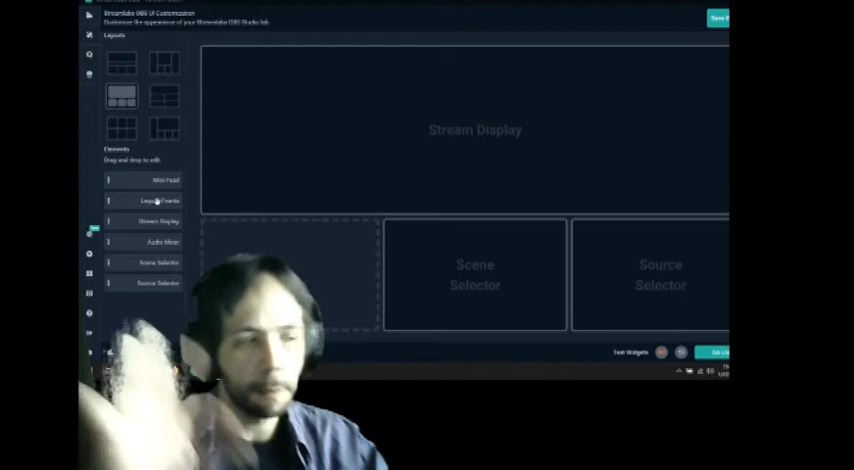 Streamlabs OBS UI Customization
Customize the appearance of your Streamlabs OBS Studio tab
Layouts
Stream Display
Elements
Drag and drop to edit.
Mini Feed
Stream Display
Audio Mixer
Scene Selector
Source Selector
Scene
Selector
Source
Selector
Test Widgets